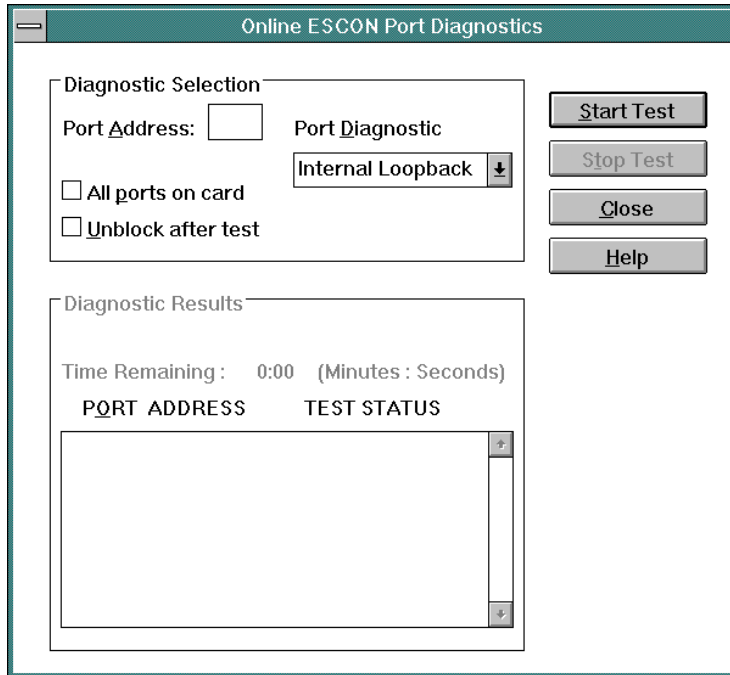 Online ESCON Port Diagnostics
Diagnostic Selection
Port Address:
Port Diagnostic
Internal Loopback
All ports on card
Unblock after test
Start Test
Stop Test
Close
Help
Diagnostic Results
Time Remaining : 0:00 (Minutes : Seconds)
PORT ADDRESS TEST STATUS